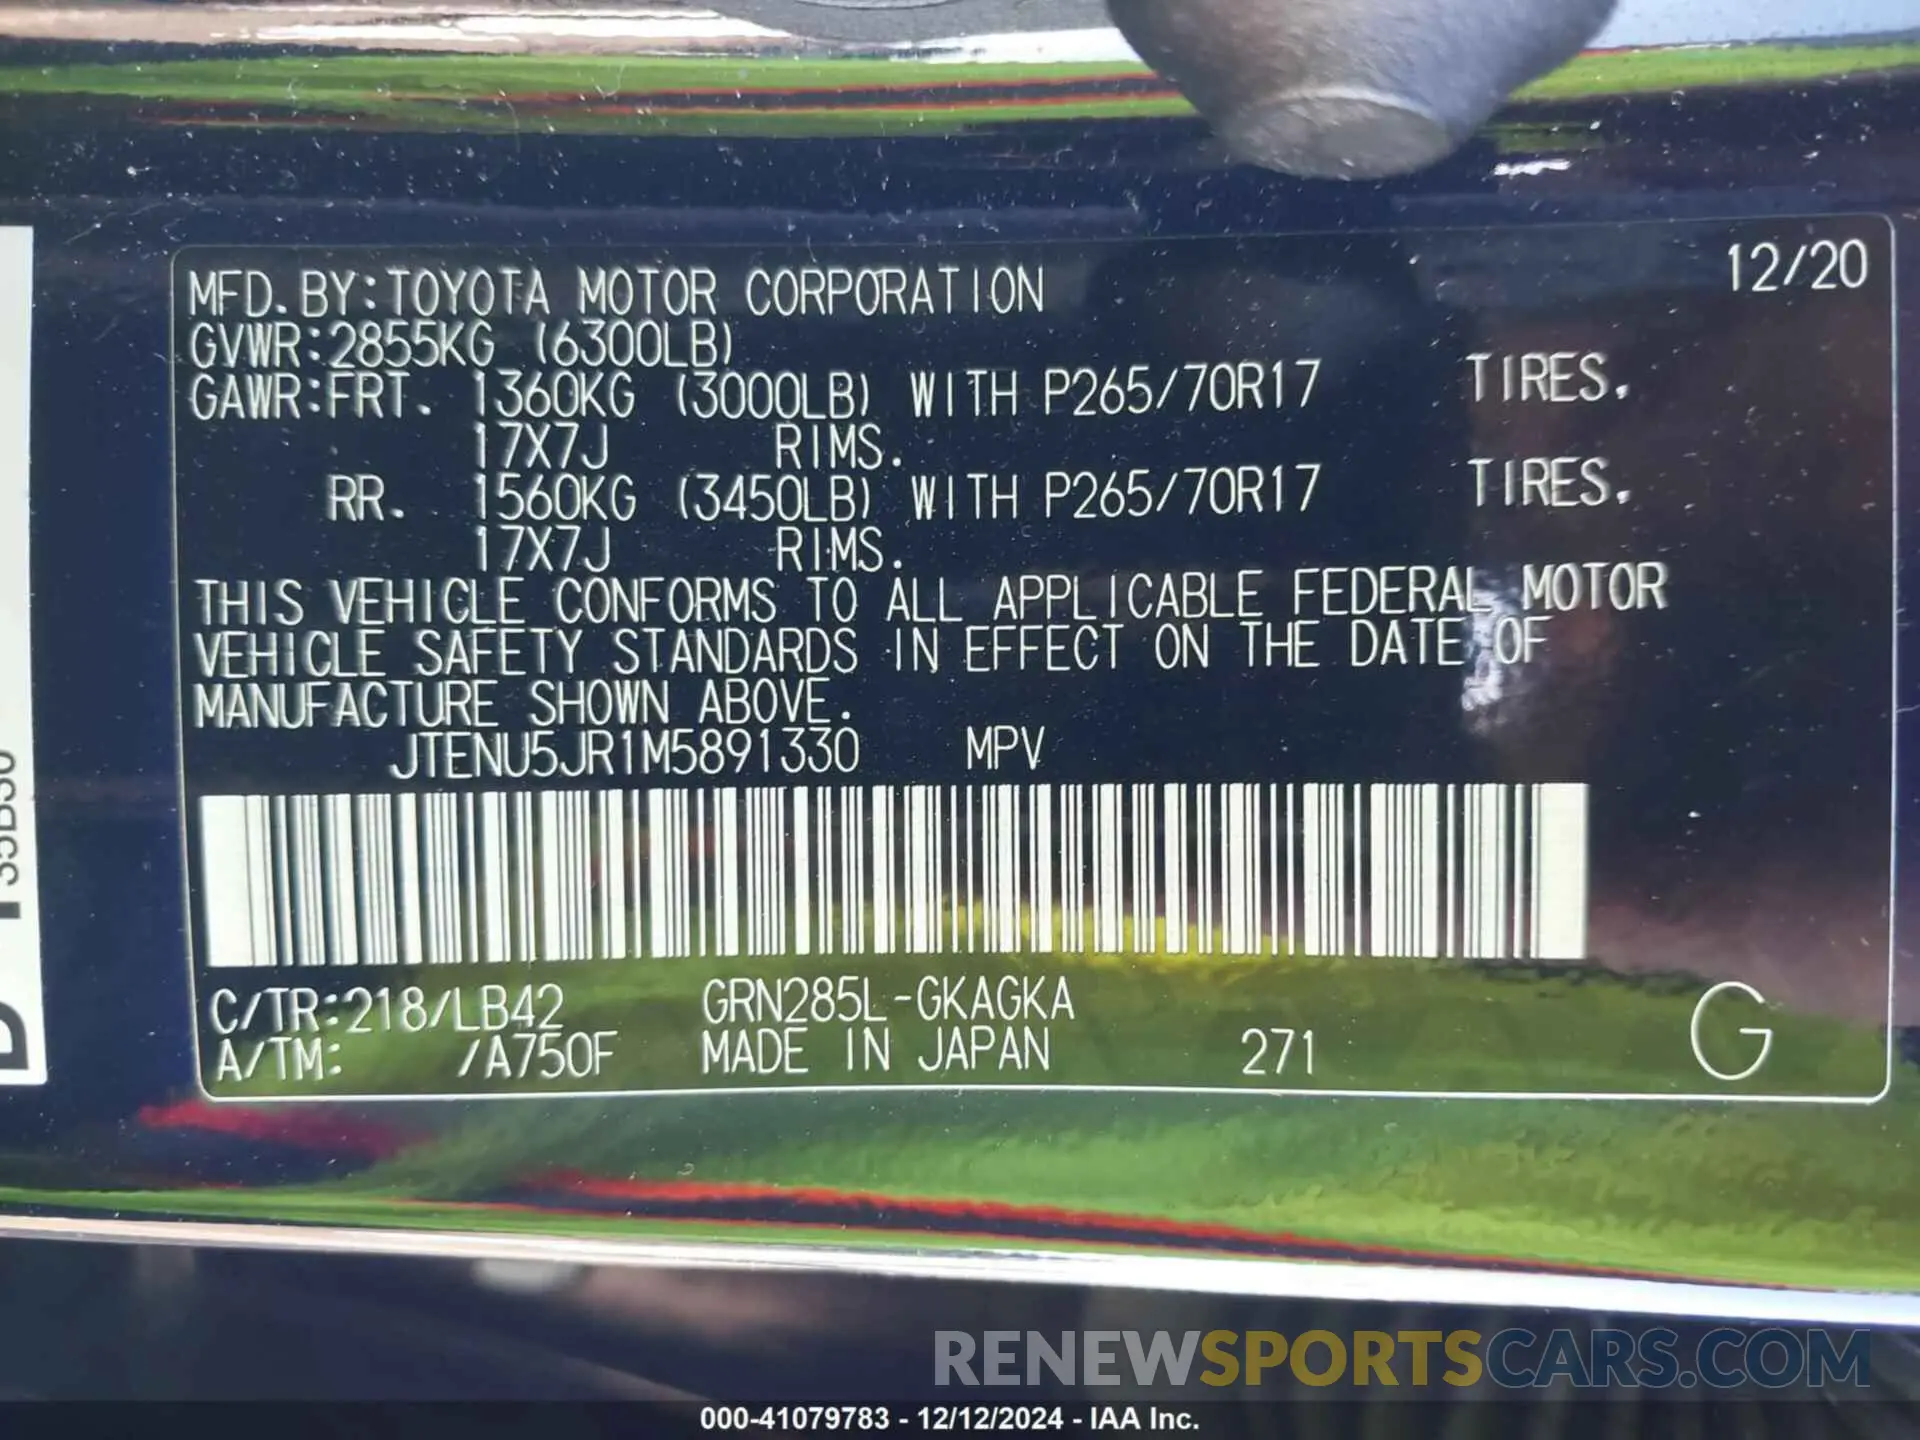 12/20
MFD.BY:TOYOTA MOTOR CORPORATION
GVWR:2855KG (6300LB)
GAWR:FRT. 1360KG (3000LB) WITH P265/70R17 TIRES.
17X7J RIMS.
RR. 1560KG (3450LB) WITH P265/70R17 TIRES.
17X7J RIMS.
THIS VEHICLE CONFORMS TO ALL APPLICABLE FEDERAL MOTOR
VEHICLE SAFETY STANDARDS IN EFFECT ON THE DATE OF
MANUFACTURE SHOWN ABOVE.
JTENU5JR1M5891330 MPV
C/TR:218/LB42 GRN285L-GKAGKA
A/TM: /A750F MADE IN JAPAN 271 G
RENEWSPORTSCARS.COM
000-41079783 - 12/12/2024 - IAA Inc.